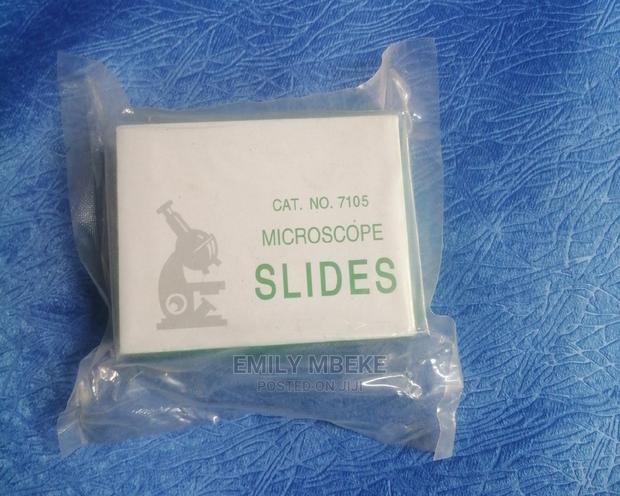 CAT. NO. 7105
MICROSCOPE
SLIDES
EMILY MBEKE
POSTED ON JIJI